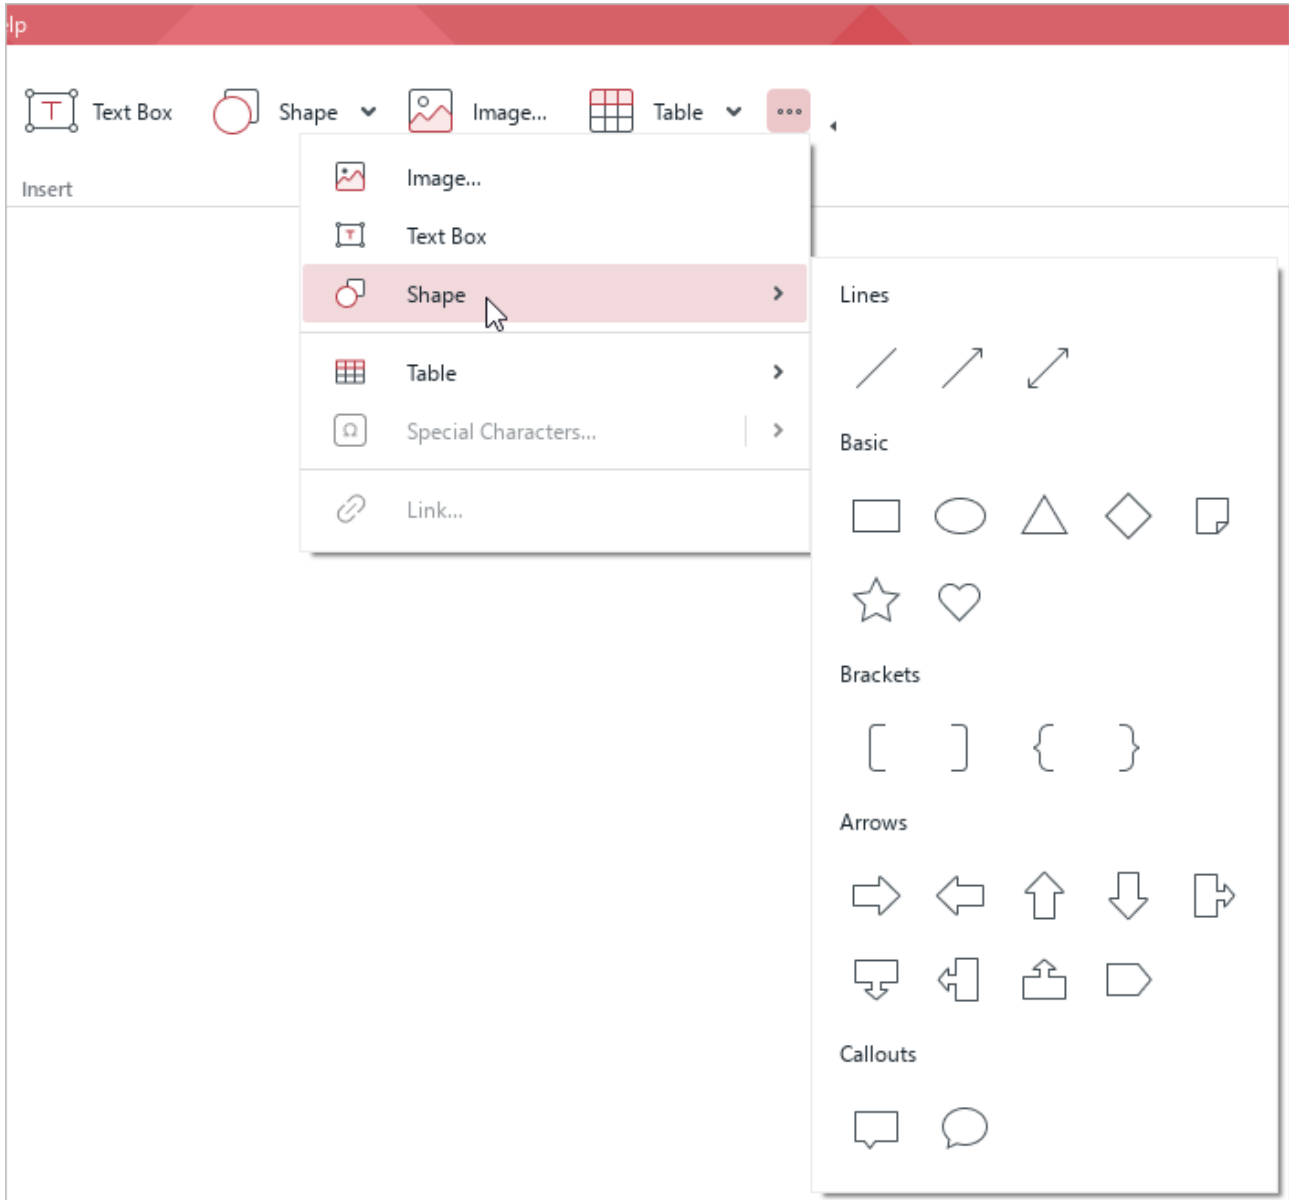 lp
Text Box Shape Image... Table
Insert
Image...
Text Box
Shape
Table
Special Characters...
Link...
Lines
Basic
Brackets
Arrows
Callouts